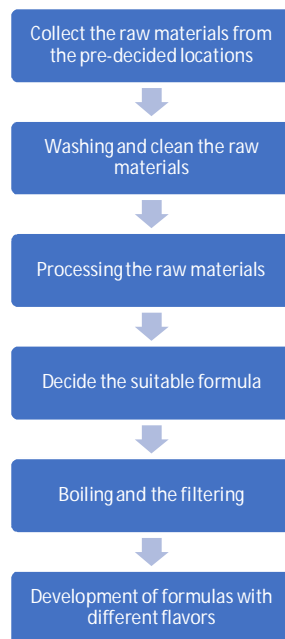 Collect the raw materials from
the pre-decided locations
Washing and clean the raw
materials
Processing the raw materials
Decide the suitable formula
Boiling and the filtering
Development of formulas with
different flavors